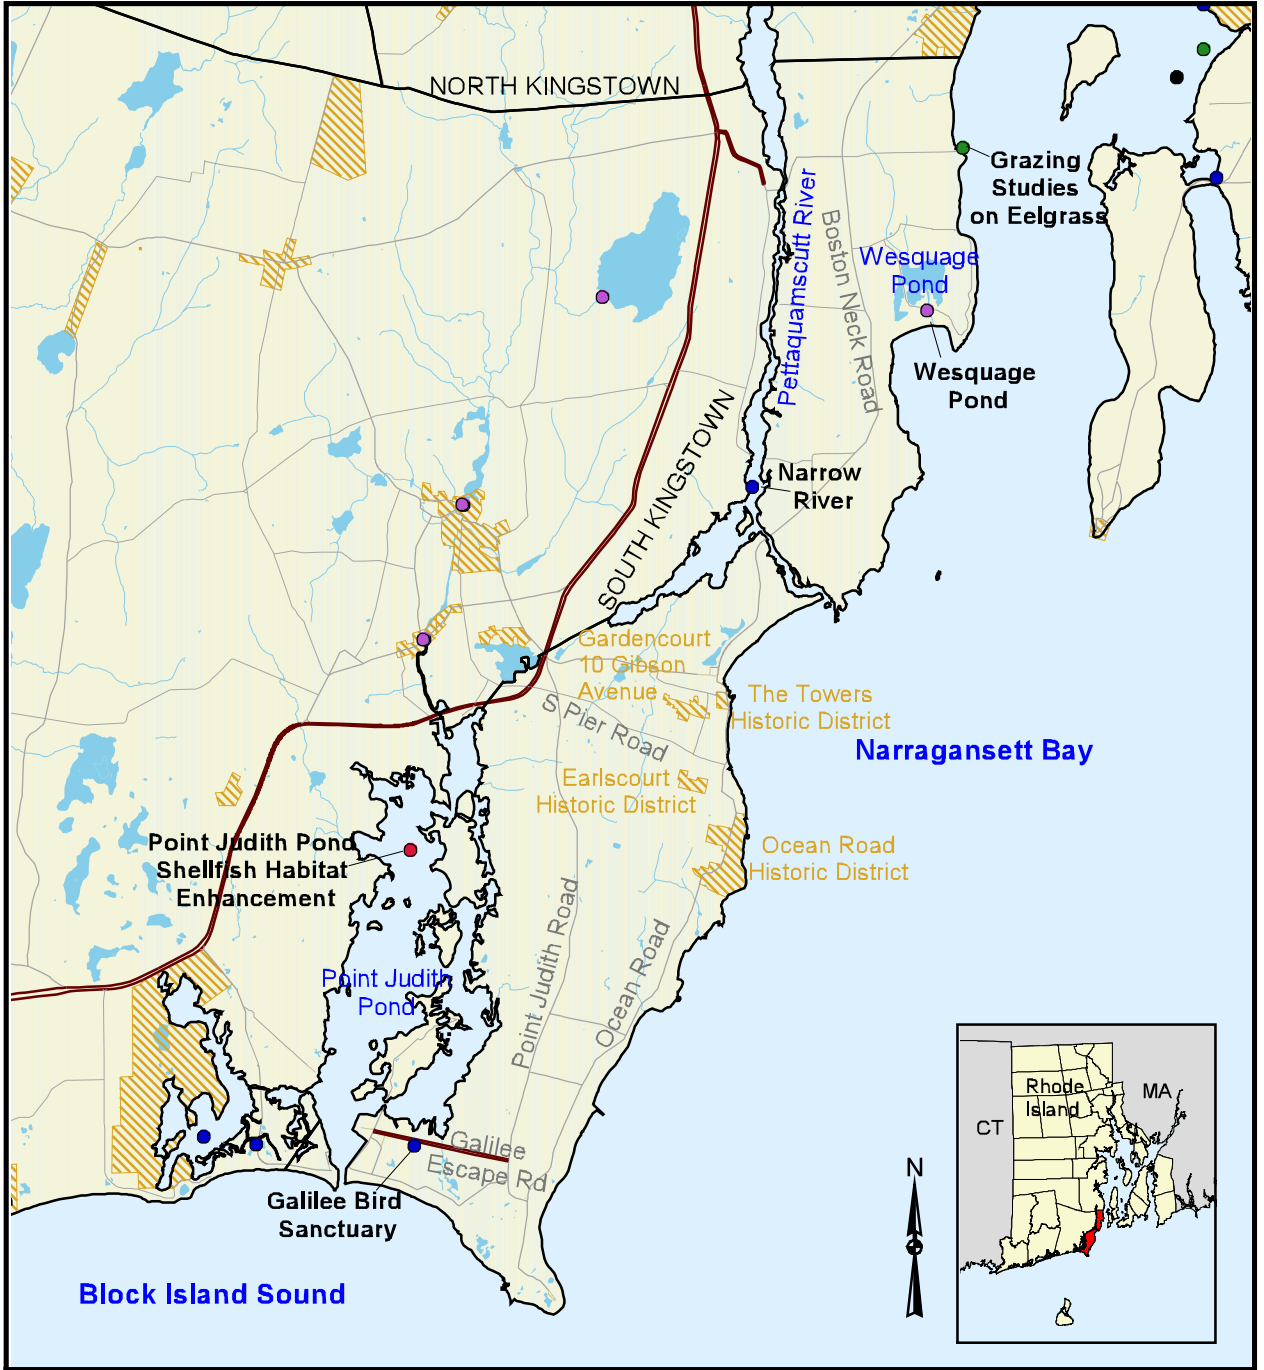 NORTH KINGSTOWN
Grazing
Studies
on Eelgrass
Pettaquamscutt River
Boston Neck Road
Wesquage
Pond
Wesquage
Pond
SOUTH KINGSTOWN
Narrow
River
Gardencourt
10 Gibson
Avenue
The Towers
Historic District
S Pier Road
Narragansett Bay
Earlscourt
Historic District
Ocean Road
Historic District
Point Judith Pond
Shellfish Habitat
Enhancement
Point Judith Road
Ocean Road
Point Judith
Pond
Galilee
Escape Rd
Galilee Bird
Sanctuary
Block Island Sound
N
Rhode
Island
MA
CT